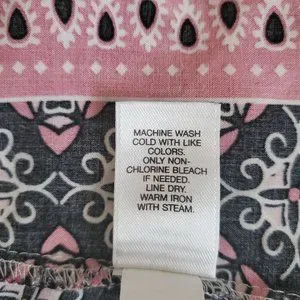 MACHINE WASH
COLD WITH LIKE
COLORS.
ONLY NON-
CHLORINE BLEACH
IF NEEDED.
LINE DRY.
WARM IRON
WITH STEAM.